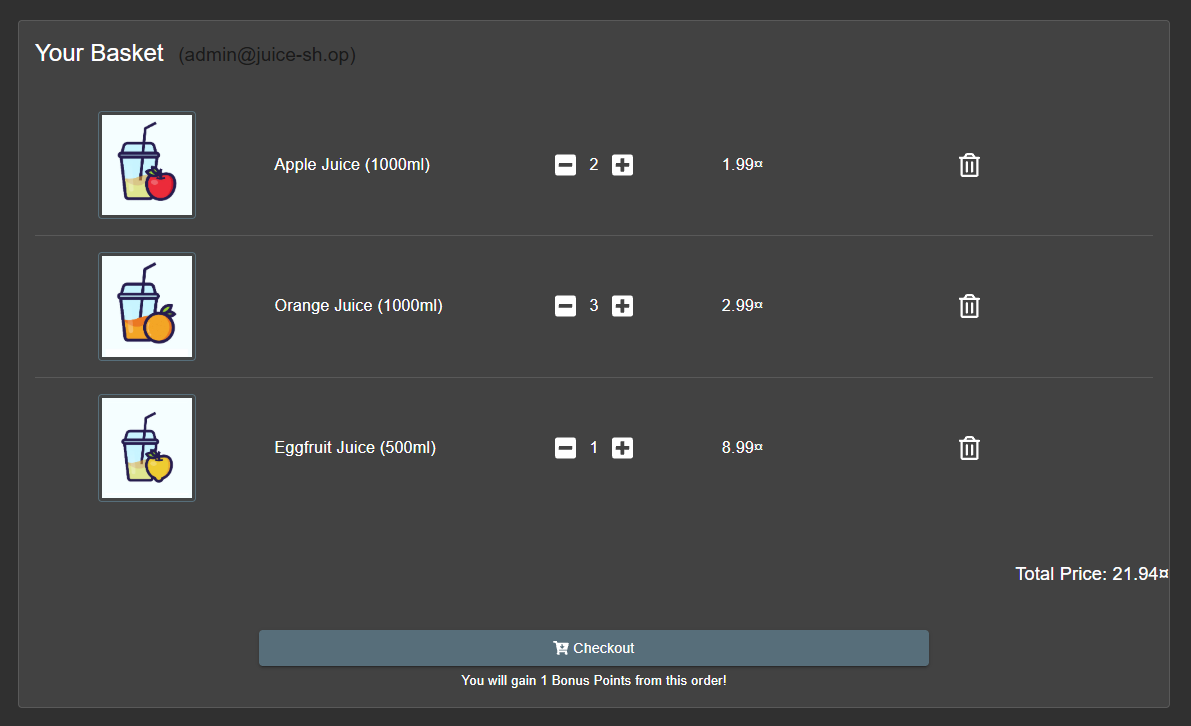 Your Basket (admin@juice-sh.op)
Apple Juice (1000ml) 2 1.99¤
Orange Juice (1000ml) 3 2.99¤
Eggfruit Juice (500ml) 1 8.99¤
Total Price: 21.94¤
Checkout
You will gain 1 Bonus Points from this order!